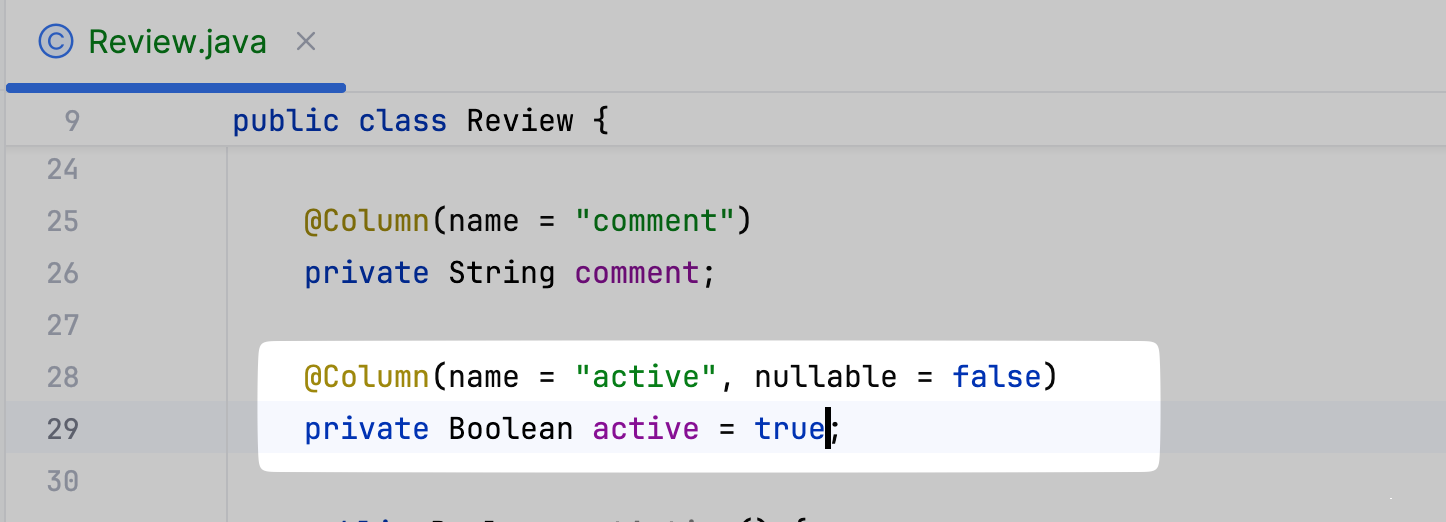 Review.java
9 public class Review {
24
25 @Column(name = "comment")
26 private String comment;
27
28 @Column(name = "active", nullable = false)
29 private Boolean active = true;
30